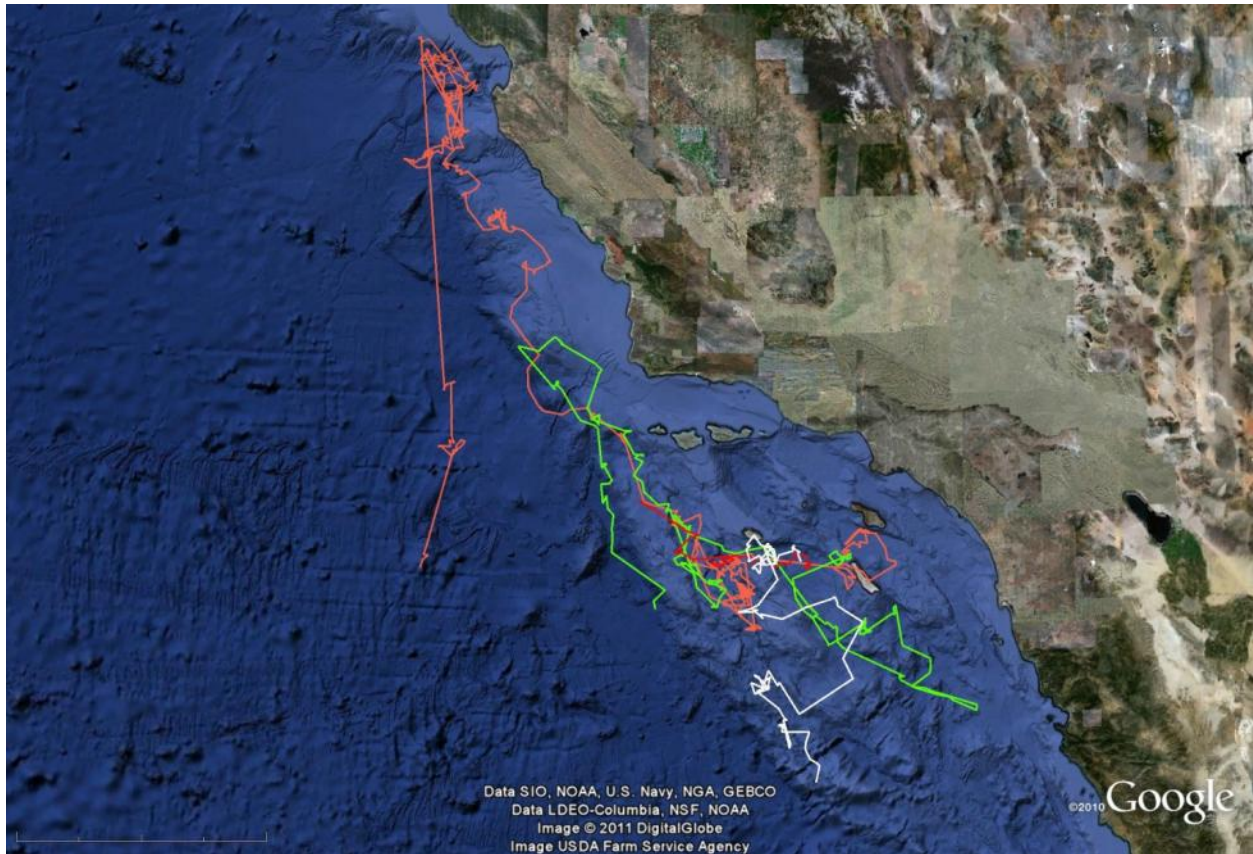 Data SIO, NOAA, U.S. Navy, NGA, GEBCO
Data LDEO-Columbia, NSF, NOAA
Image © 2011 DigitalGlobe
Image USDA Farm Service Agency
©2010 Google